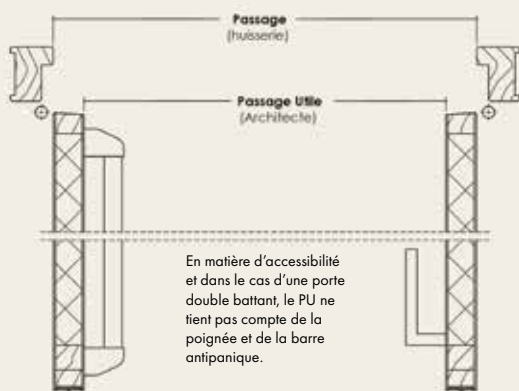 Passage
(huisserie)
Passage Utile
(Architecte)
En matière d'accessibilité
et dans le cas d'une porte
double battant, le PU ne
tient pas compte de la
poignée et de la barre
antipanique.